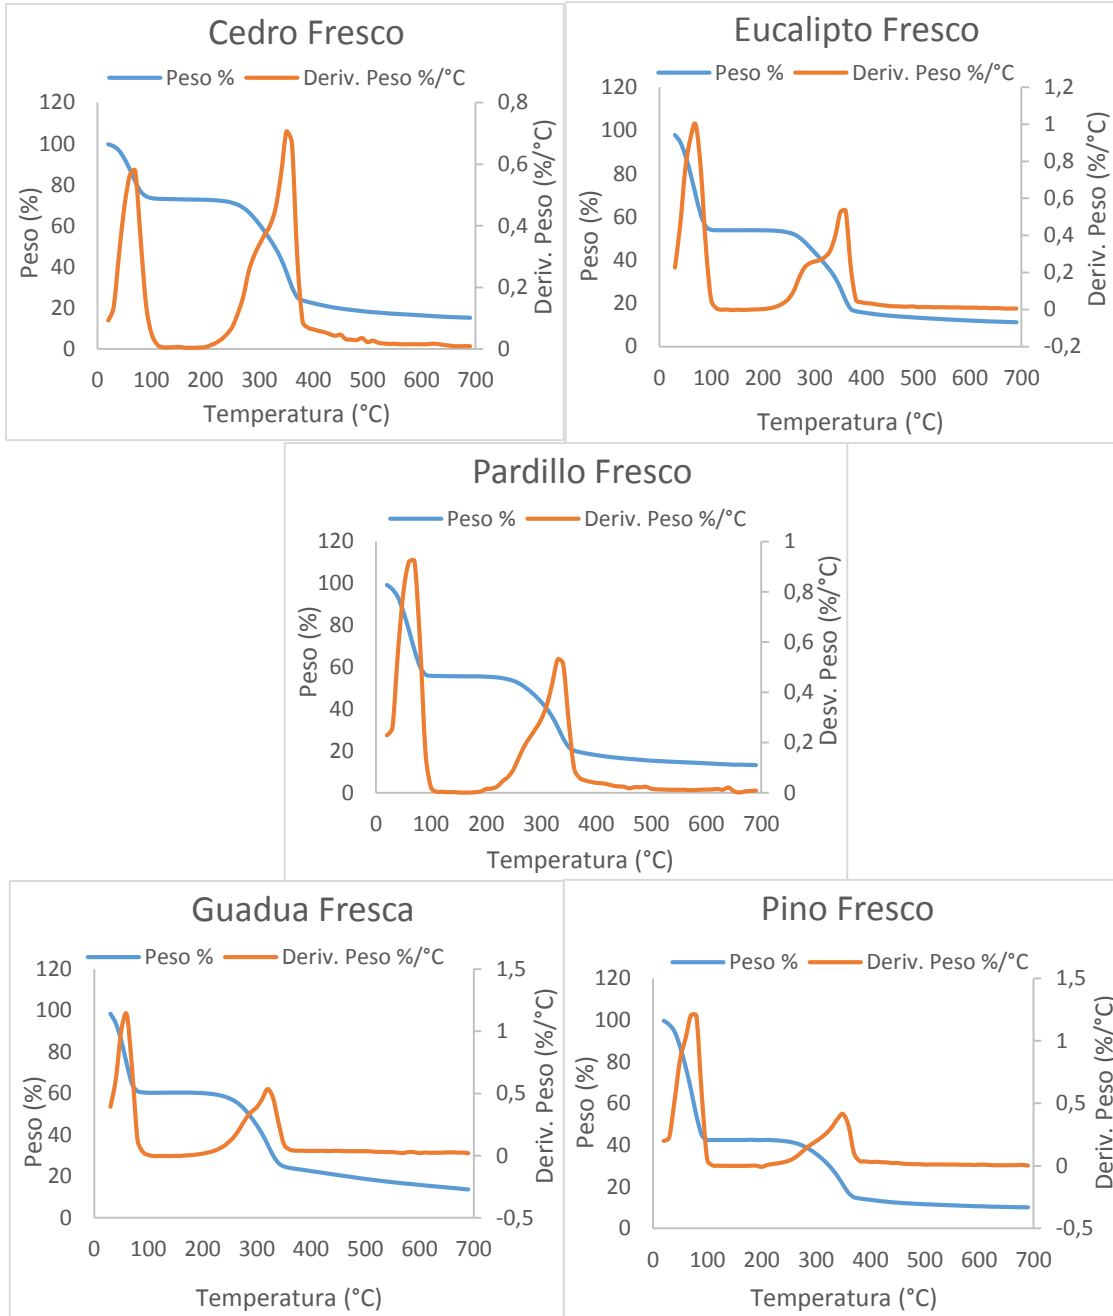 Cedro Fresco
Peso % Deriv. Peso %/°C
120
100
80
60
40
20
0
Peso (%)
0,8
0,6
0,4
0,2
0
Deriv. Peso (%/°C)
0 100 200 300 400 500 600 700
Temperatura (°C)
Eucalipto Fresco
Peso % Deriv. Peso %/°C
120
100
80
60
40
20
0
Peso (%)
1,2
1
0,8
0,6
0,4
0,2
0
-0,2
Deriv. Peso (%/°C)
0 100 200 300 400 500 600 700
Temperatura (°C)
Pardillo Fresco
Peso % Deriv. Peso %/°C
120
100
80
60
40
20
0
Peso (%)
1
0,8
0,6
0,4
0,2
0
Desv. Peso (%/°C)
0 100 200 300 400 500 600 700
Temperatura (°C)
Guadua Fresca
Peso % Deriv. Peso %/°C
120
100
80
60
40
20
0
Peso (%)
1,5
1
0,5
0
-0,5
Deriv. Peso (%/°C)
0 100 200 300 400 500 600 700
Temperatura (°C)
Pino Fresco
Peso % Deriv. Peso %/°C
120
100
80
60
40
20
0
Peso (%)
1,5
1
0,5
0
-0,5
Deriv. Peso (%/°C)
0 100 200 300 400 500 600 700
Temperatura (°C)